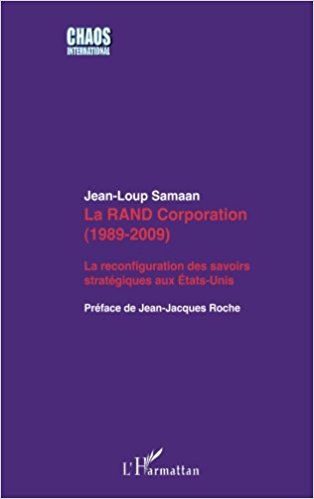 CHAOS
INTERNATIONAL
Jean-Loup Samaan
La RAND Corporation
(1989-2009)
La reconfiguration des savoirs
stratégiques aux États-Unis
Préface de Jean-Jacques Roche
L'Harmattan